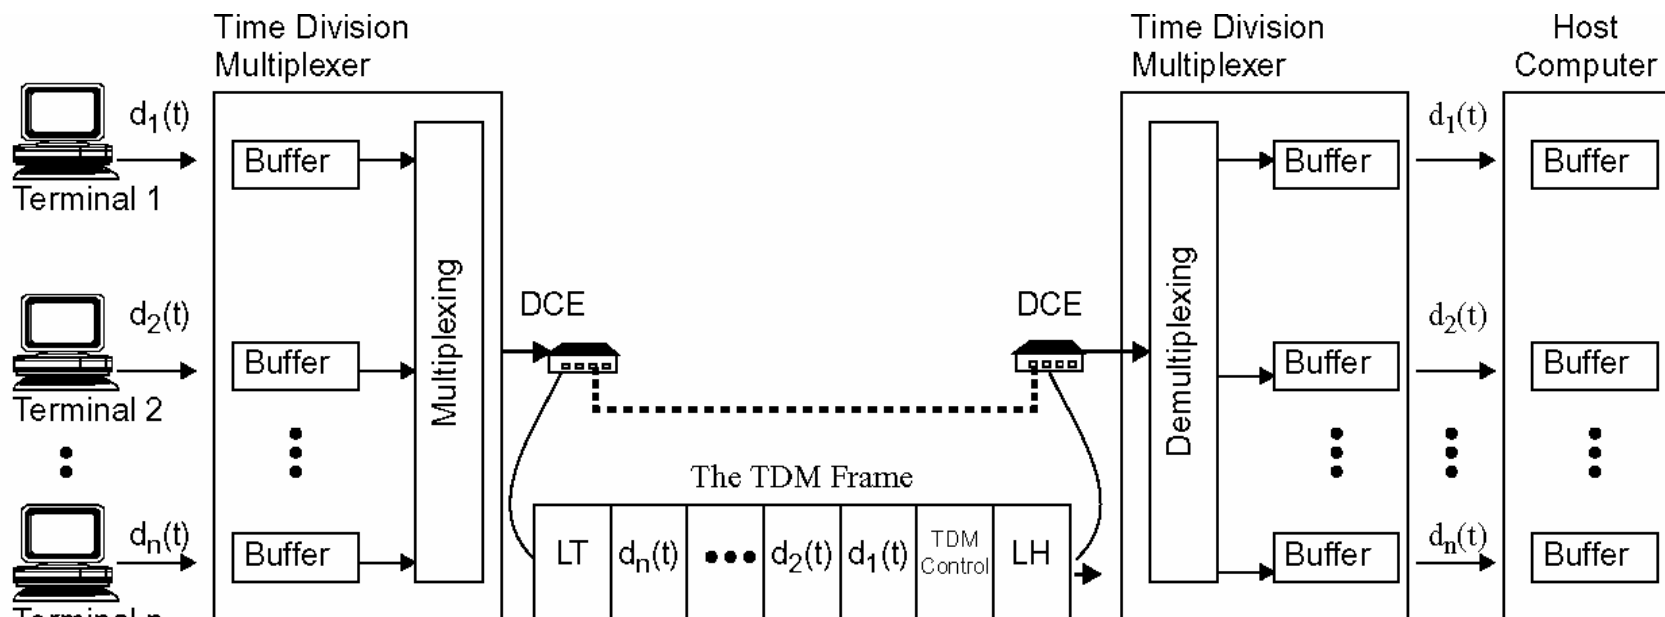 Time Division
Multiplexer
Time Division
Multiplexer
Host
Computer
d1(t)
Buffer
Terminal 1
Buffer
d1(t)
Buffer
d2(t)
Buffer
Terminal 2
Multiplexing
DCE
DCE
Demultiplexing
Buffer
d2(t)
Buffer
dn(t)
Buffer
Terminal n
The TDM Frame
LT
dn(t)
d2(t)
d1(t)
TDM
Control
LH
Buffer
dn(t)
Buffer